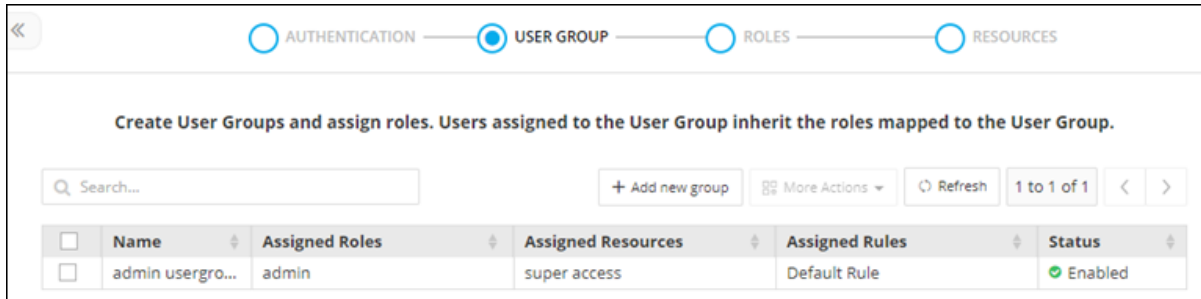 AUTHENTICATION USER GROUP ROLES RESOURCES
Create User Groups and assign roles. Users assigned to the User Group inherit the roles mapped to the User Group.
Search... + Add new group More Actions Refresh 1 to 1 of 1
Name Assigned Roles Assigned Resources Assigned Rules Status
admin usergro... admin super access Default Rule Enabled